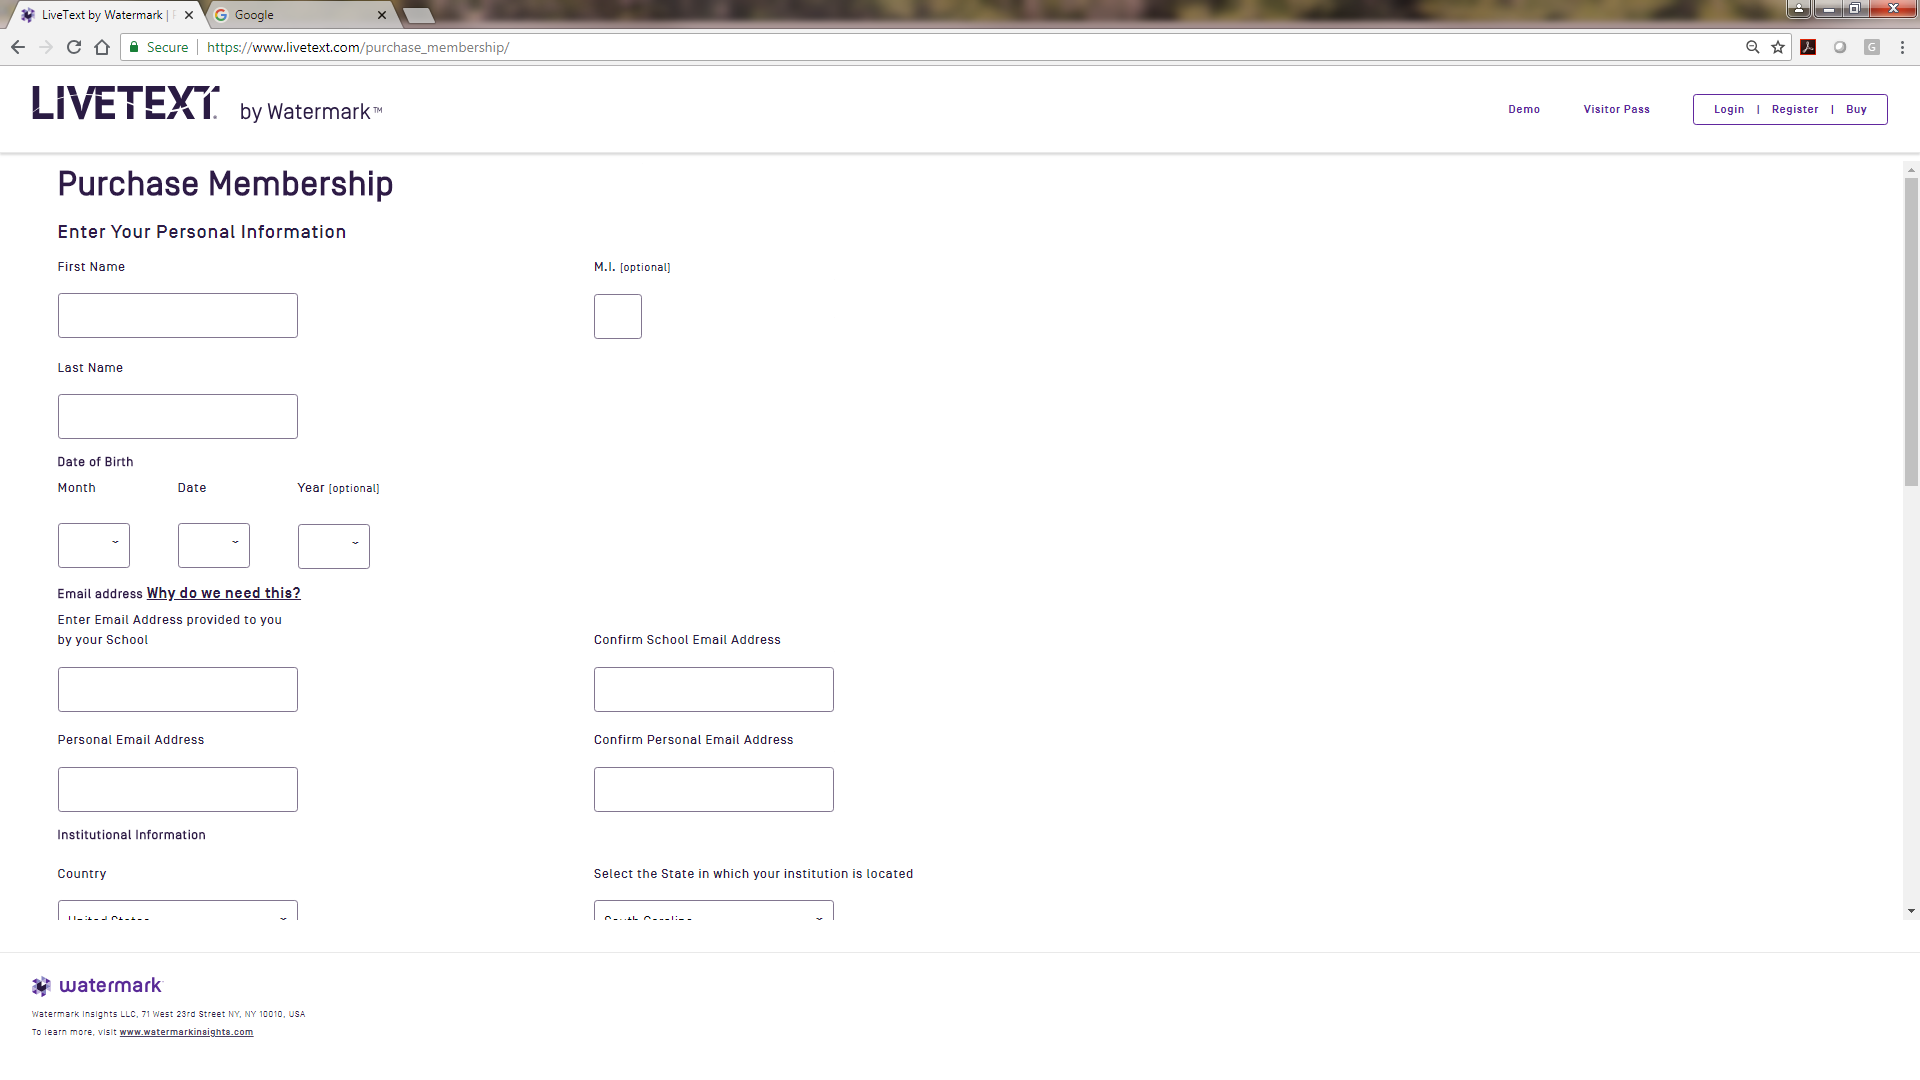 LiveText by Watermark |
Google
Secure
https://www.livetext.com/purchase_membership/
G
LIVETEXT. by Watermark™
Demo
Visitor Pass
Login | Register | Buy
Purchase Membership
Enter Your Personal Information
First Name
M.I. [optional]
Last Name
Date of Birth
Month
Date
Year [optional]
Email address Why do we need this?
Enter Email Address provided to you
by your School
Confirm School Email Address
Personal Email Address
Confirm Personal Email Address
Institutional Information
Country
Select the State in which your institution is located
United States
South Carolina
watermark
Watermark Insights LLC, 71 West 23rd Street NY, NY 10010, USA
To learn more, visit www.watermarkinsights.com